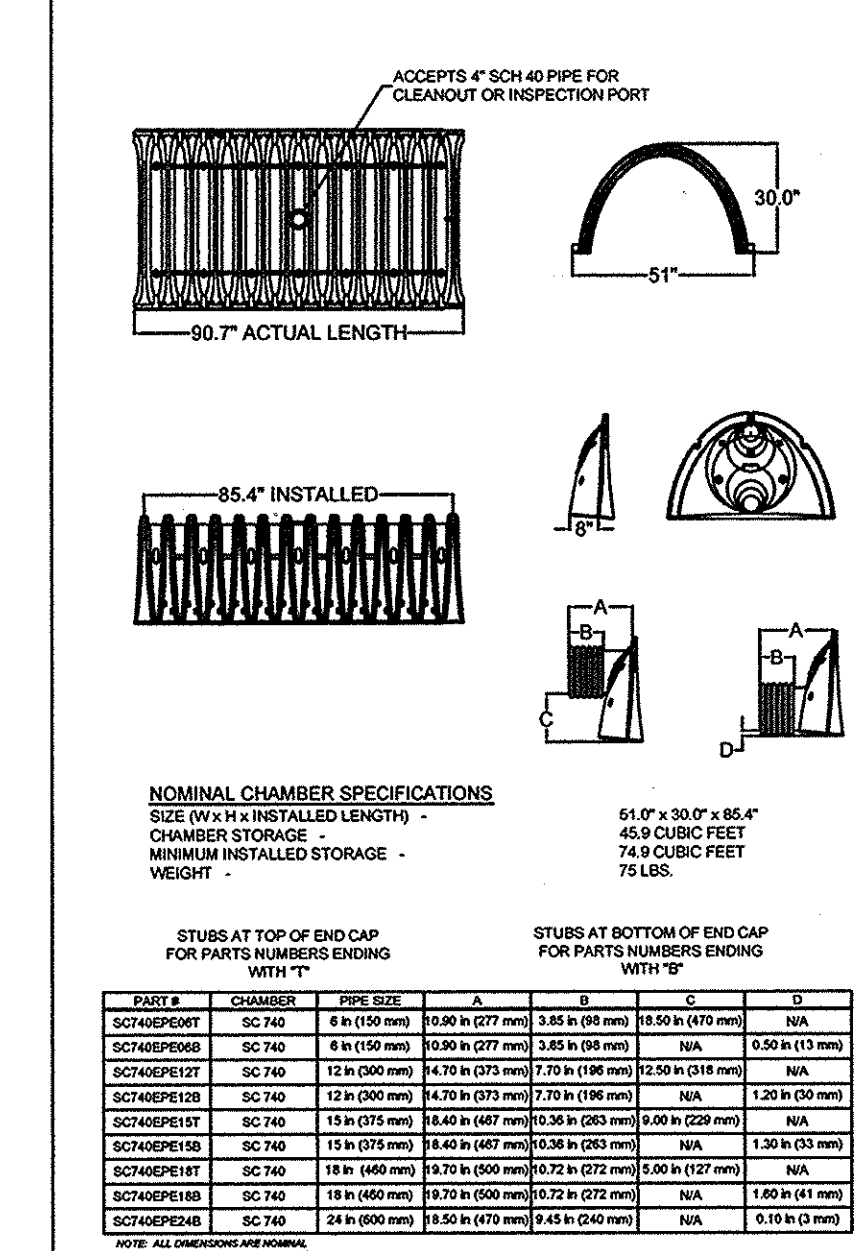 ACCEPTS 4" SCH 40 PIPE FOR
CLEANOUT OR INSPECTION PORT
90.7" ACTUAL LENGTH
30.0"
51"
85.4" INSTALLED
8"
A
B
C
A
B
D
NOMINAL CHAMBER SPECIFICATIONS
SIZE (W x H x INSTALLED LENGTH) - 51.0" x 30.0" x 85.4"
CHAMBER STORAGE - 45.9 CUBIC FEET
MINIMUM INSTALLED STORAGE - 74.9 CUBIC FEET
WEIGHT - 75 LBS.
STUBS AT TOP OF END CAP
FOR PARTS NUMBERS ENDING
WITH "T"
STUBS AT BOTTOM OF END CAP
FOR PARTS NUMBERS ENDING
WITH "B"
PART # CHAMBER PIPE SIZE A B C D
SC740EPE06T SC 740 6 in (150 mm) 10.90 in (277 mm) 3.85 in (98 mm) 18.50 in (470 mm) N/A
SC740EPE06B SC 740 6 in (150 mm) 10.90 in (277 mm) 3.85 in (98 mm) N/A 0.50 in (13 mm)
SC740EPE12T SC 740 12 in (300 mm) 14.70 in (373 mm) 7.70 in (196 mm) 12.50 in (318 mm) N/A
SC740EPE12B SC 740 12 in (300 mm) 14.70 in (373 mm) 7.70 in (196 mm) N/A 1.20 in (30 mm)
SC740EPE15T SC 740 15 in (375 mm) 18.40 in (467 mm) 10.36 in (263 mm) 9.00 in (229 mm) N/A
SC740EPE15B SC 740 15 in (375 mm) 18.40 in (467 mm) 10.36 in (263 mm) N/A 1.30 in (33 mm)
SC740EPE18T SC 740 18 in (460 mm) 19.70 in (500 mm) 10.72 in (272 mm) 5.00 in (127 mm) N/A
SC740EPE18B SC 740 18 in (460 mm) 19.70 in (500 mm) 10.72 in (272 mm) N/A 1.60 in (41 mm)
SC740EPE24B SC 740 24 in (600 mm) 18.50 in (470 mm) 9.45 in (240 mm) N/A 0.10 in (3 mm)
NOTE: ALL DIMENSIONS ARE NOMINAL